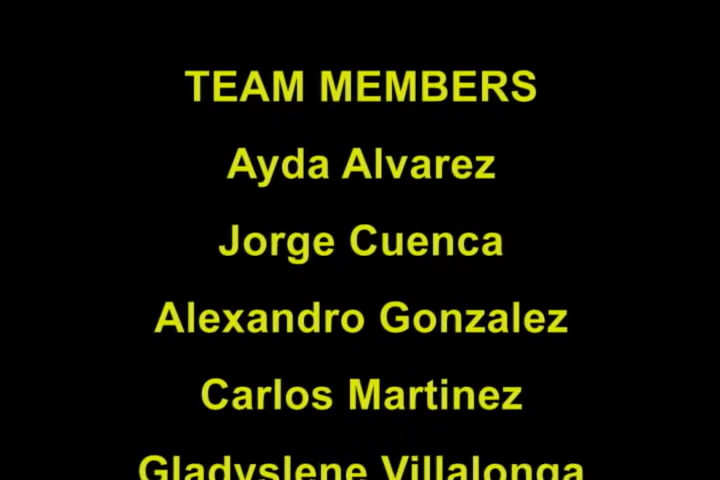 TEAM MEMBERS
Ayda Alvarez
Jorge Cuenca
Alexandro Gonzalez
Carlos Martinez
Gladyslene Villalonga